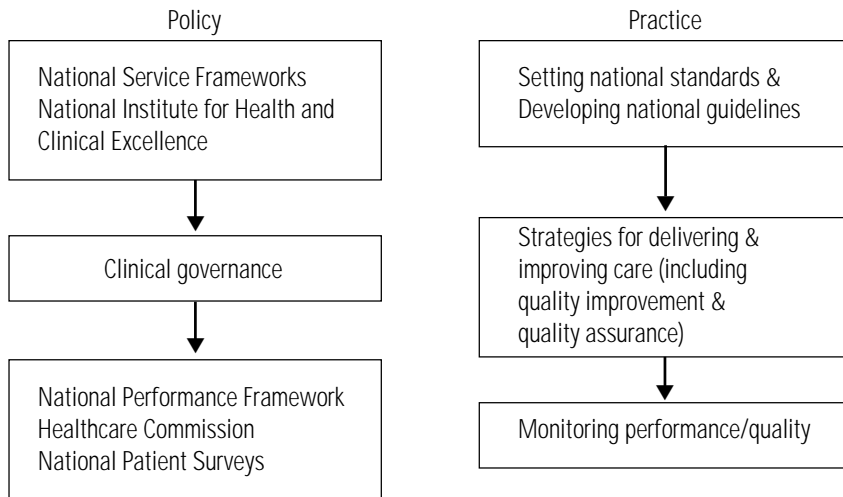 Policy
National Service Frameworks
National Institute for Health and
Clinical Excellence
Clinical governance
National Performance Framework
Healthcare Commission
National Patient Surveys
Practice
Setting national standards &
Developing national guidelines
Strategies for delivering &
improving care (including
quality improvement &
quality assurance)
Monitoring performance/quality